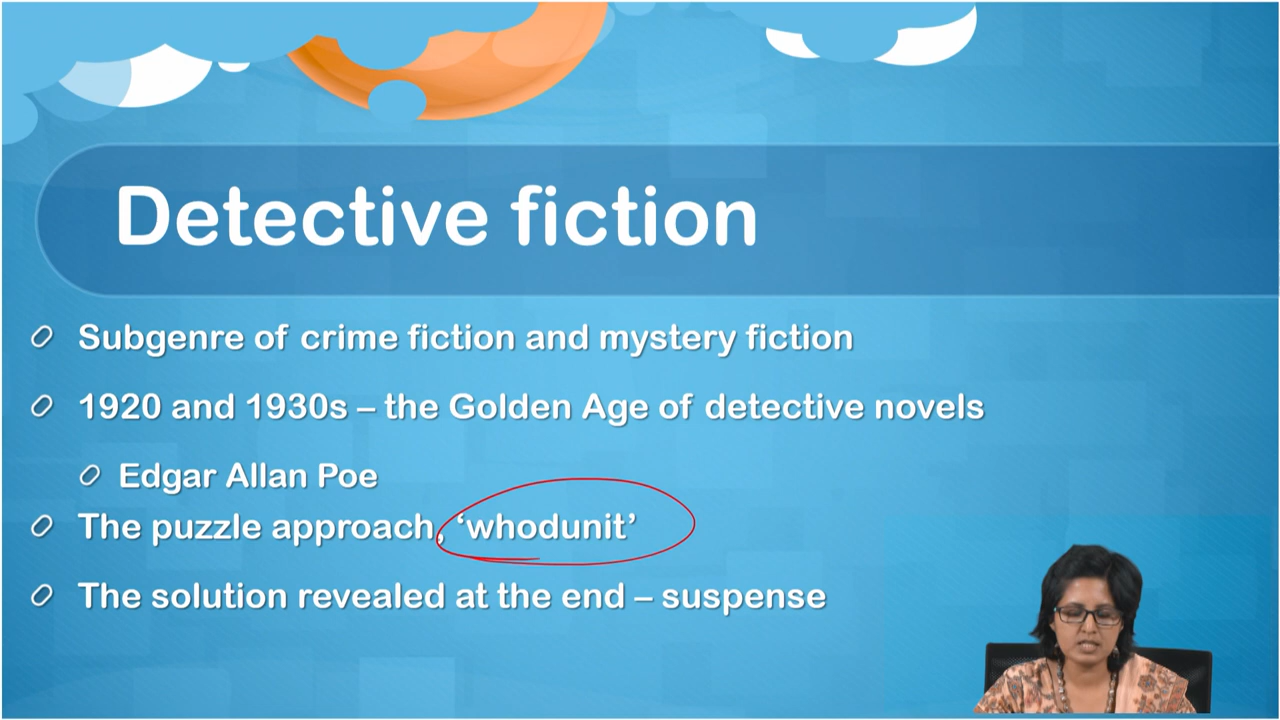 Detective fiction
Subgenre of crime fiction and mystery fiction
1920 and 1930s – the Golden Age of detective novels
Edgar Allan Poe
The puzzle approach, ‘whodunit’
The solution revealed at the end – suspense